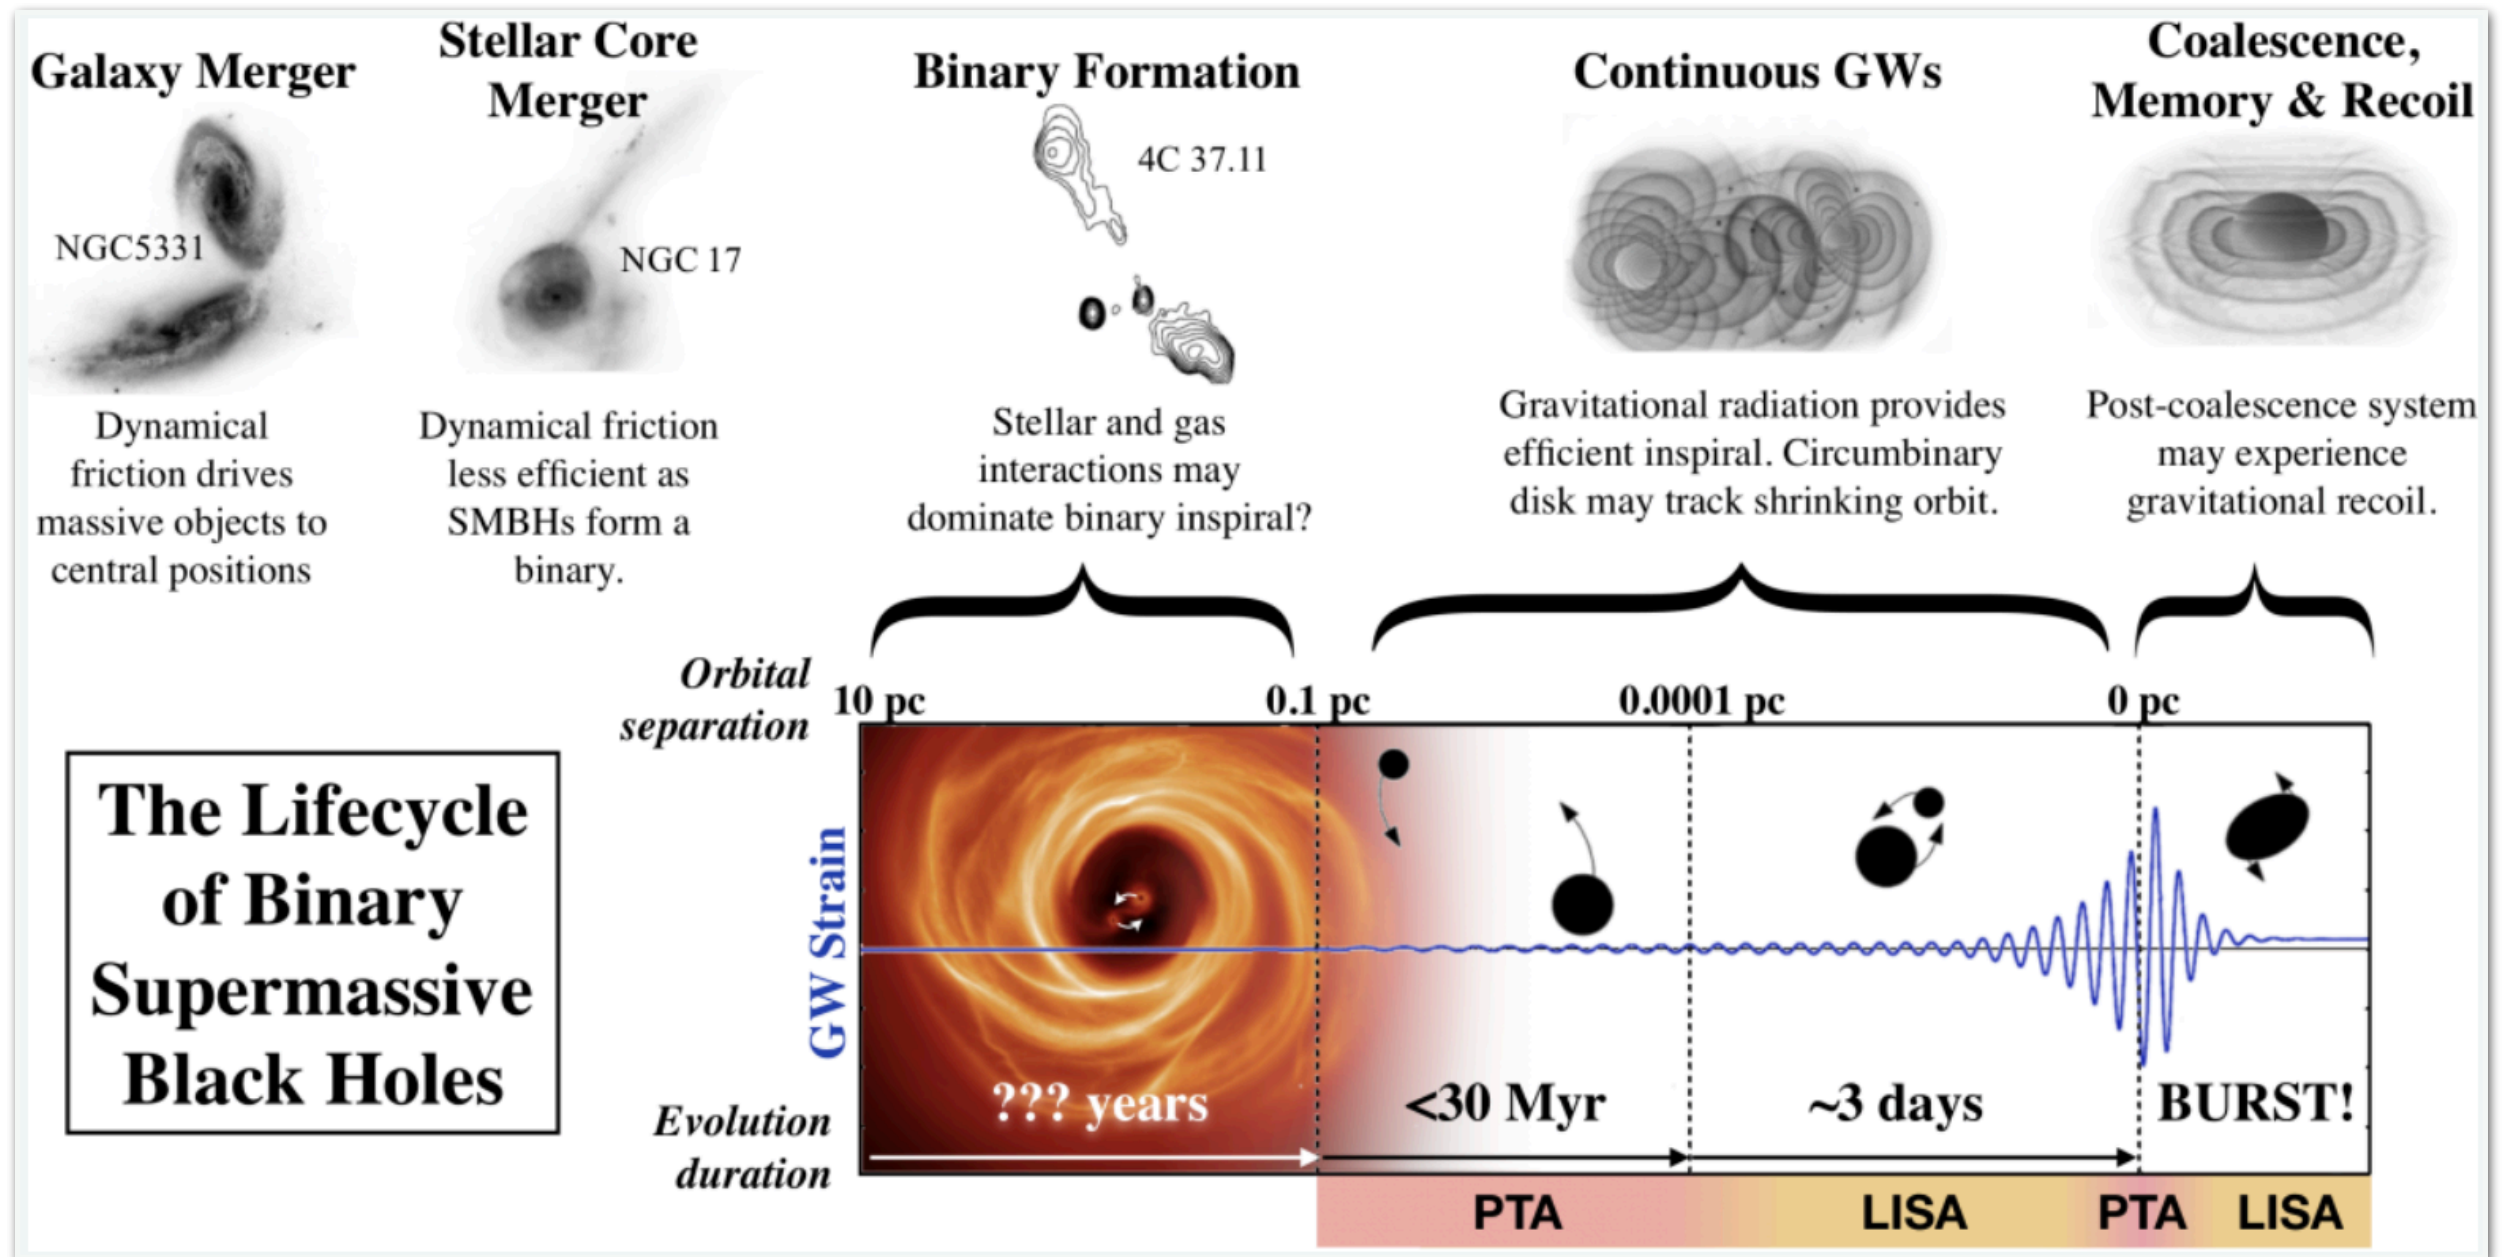 Galaxy Merger
NGC5331
Dynamical
friction drives
massive objects to
central positions
Stellar Core
Merger
NGC 17
Dynamical friction
less efficient as
SMBHs form a
binary.
Binary Formation
4C 37.11
Stellar and gas
interactions may
dominate binary inspiral?
Continuous GWs
Gravitational radiation provides
efficient inspiral. Circumbinary
disk may track shrinking orbit.
Coalescence,
Memory & Recoil
Post-coalescence system
may experience
gravitational recoil.
The Lifecycle
of Binary
Supermassive
Black Holes
Orbital
separation
10 pc
0.1 pc
0.0001 pc
0 pc
GW Strain
Evolution
duration
??? years
<30 Myr
~3 days
BURST!
PTA
LISA
PTA
LISA